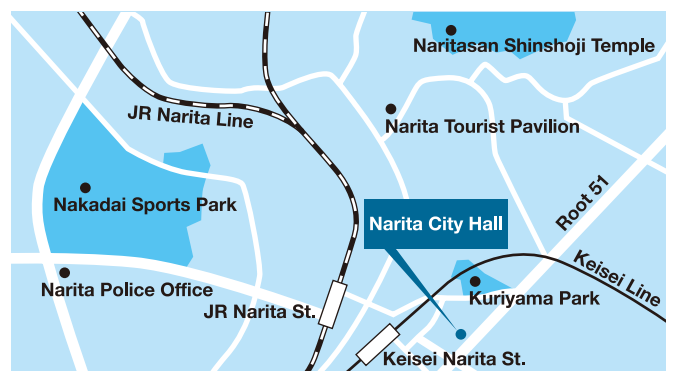 Naritasan Shinshoji Temple
JR Narita Line
Narita Tourist Pavilion
Nakadai Sports Park
Root 51
Narita City Hall
Keisei Line
Narita Police Office
Kuriyama Park
JR Narita St.
Keisei Narita St.